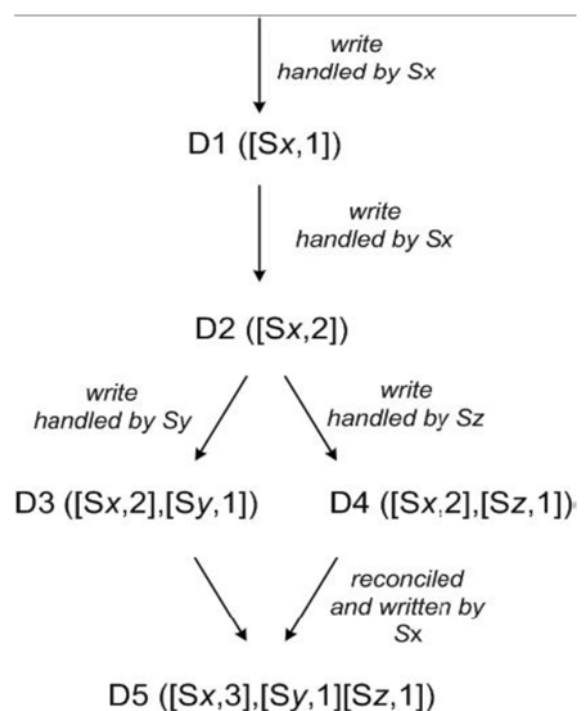 write
handled by Sx
D1 ([Sx,1])
write
handled by Sx
D2 ([Sx,2])
write
handled by Sy
write
handled by Sz
D3 ([Sx,2],[Sy,1])
D4 ([Sx,2],[Sz,1])
reconciled
and written by
Sx
D5 ([Sx,3],[Sy,1][Sz,1])